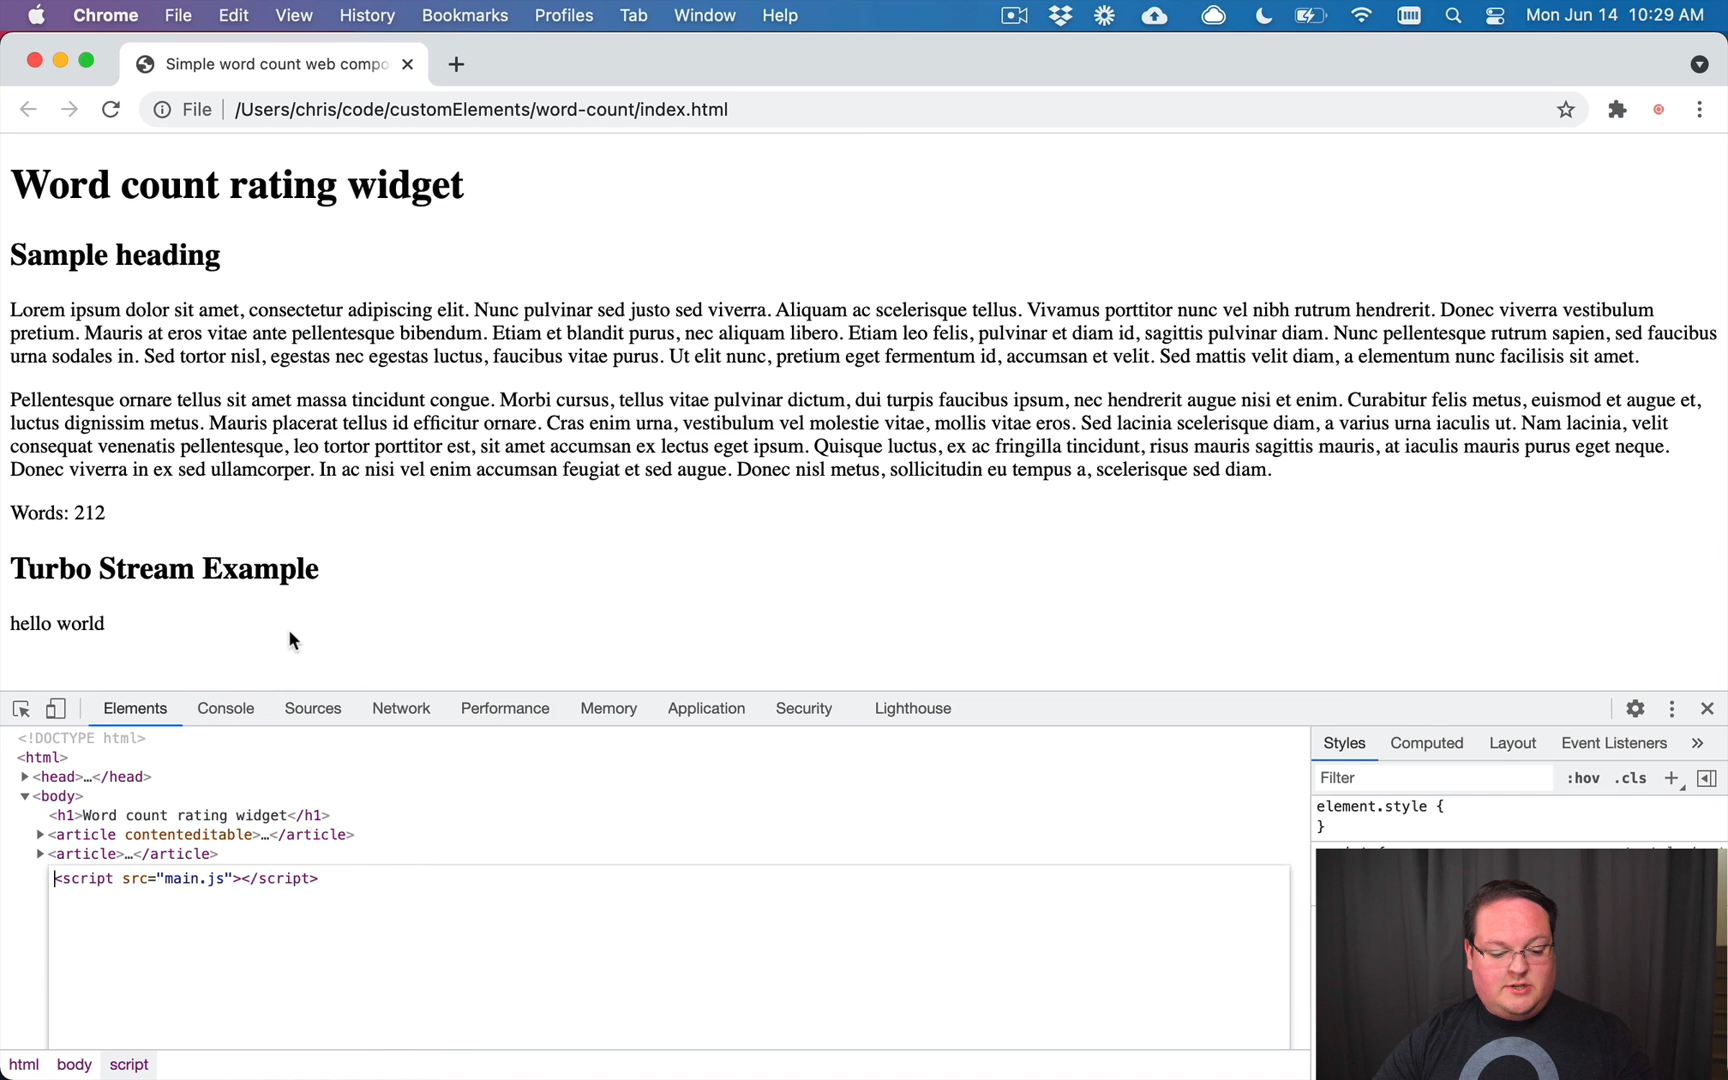 Chrome File Edit View History Bookmarks Profiles Tab Window Help Mon Jun 14 10:29 AM
Simple word count web compo
File /Users/chris/code/customElements/word-count/index.html
Word count rating widget
Sample heading
Lorem ipsum dolor sit amet, consectetur adipiscing elit. Nunc pulvinar sed justo sed viverra. Aliquam ac scelerisque tellus. Vivamus porttitor nunc vel nibh rutrum hendrerit. Donec viverra vestibulum
pretium. Mauris at eros vitae ante pellentesque bibendum. Etiam et blandit purus, nec aliquam libero. Etiam leo felis, pulvinar et diam id, sagittis pulvinar diam. Nunc pellentesque rutrum sapien, sed faucibus
urna sodales in. Sed tortor nisl, egestas nec egestas luctus, faucibus vitae purus. Ut elit nunc, pretium eget fermentum id, accumsan et velit. Sed mattis velit diam, a elementum nunc facilisis sit amet.
Pellentesque ornare tellus sit amet massa tincidunt congue. Morbi cursus, tellus vitae pulvinar dictum, dui turpis faucibus ipsum, nec hendrerit augue nisi et enim. Curabitur felis metus, euismod et augue et,
luctus dignissim metus. Mauris placerat tellus id efficitur ornare. Cras enim urna, vestibulum vel molestie vitae, mollis vitae eros. Sed lacinia scelerisque diam, a varius urna iaculis ut. Nam lacinia, velit
consequat venenatis pellentesque, leo tortor porttitor est, sit amet accumsan ex lectus eget ipsum. Quisque luctus, ex ac fringilla tincidunt, risus mauris sagittis mauris, at iaculis mauris purus eget neque.
Donec viverra in ex sed ullamcorper. In ac nisi vel enim accumsan feugiat et sed augue. Donec nisl metus, sollicitudin eu tempus a, scelerisque sed diam.
Words: 212
Turbo Stream Example
hello world
Elements Console Sources Network Performance Memory Application Security Lighthouse
<!DOCTYPE html>
<html>
<head>…</head>
<body>
<h1>Word count rating widget</h1>
<article contenteditable>…</article>
<article>…</article>
<script src="main.js"></script>
html body script
Styles Computed Layout Event Listeners »
Filter :hov .cls +
element.style {
}